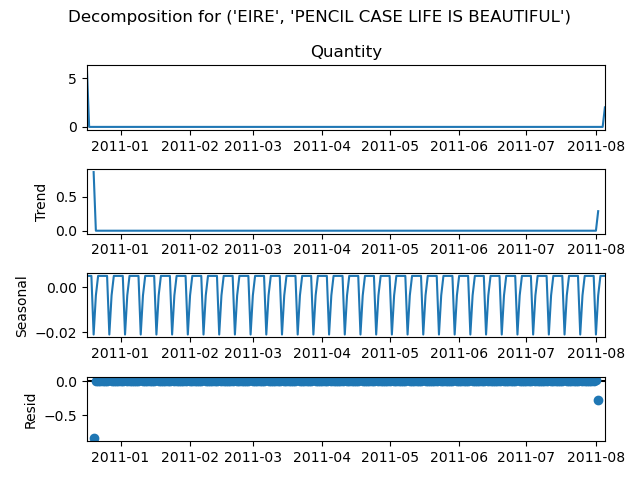 Decomposition for ('EIRE', 'PENCIL CASE LIFE IS BEAUTIFUL')
Quantity
5
0
2011-01 2011-02 2011-03 2011-04 2011-05 2011-06 2011-07 2011-08
Trend
0.5
0.0
2011-01 2011-02 2011-03 2011-04 2011-05 2011-06 2011-07 2011-08
Seasonal
0.00
−0.02
2011-01 2011-02 2011-03 2011-04 2011-05 2011-06 2011-07 2011-08
Resid
0.0
−0.5
2011-01 2011-02 2011-03 2011-04 2011-05 2011-06 2011-07 2011-08